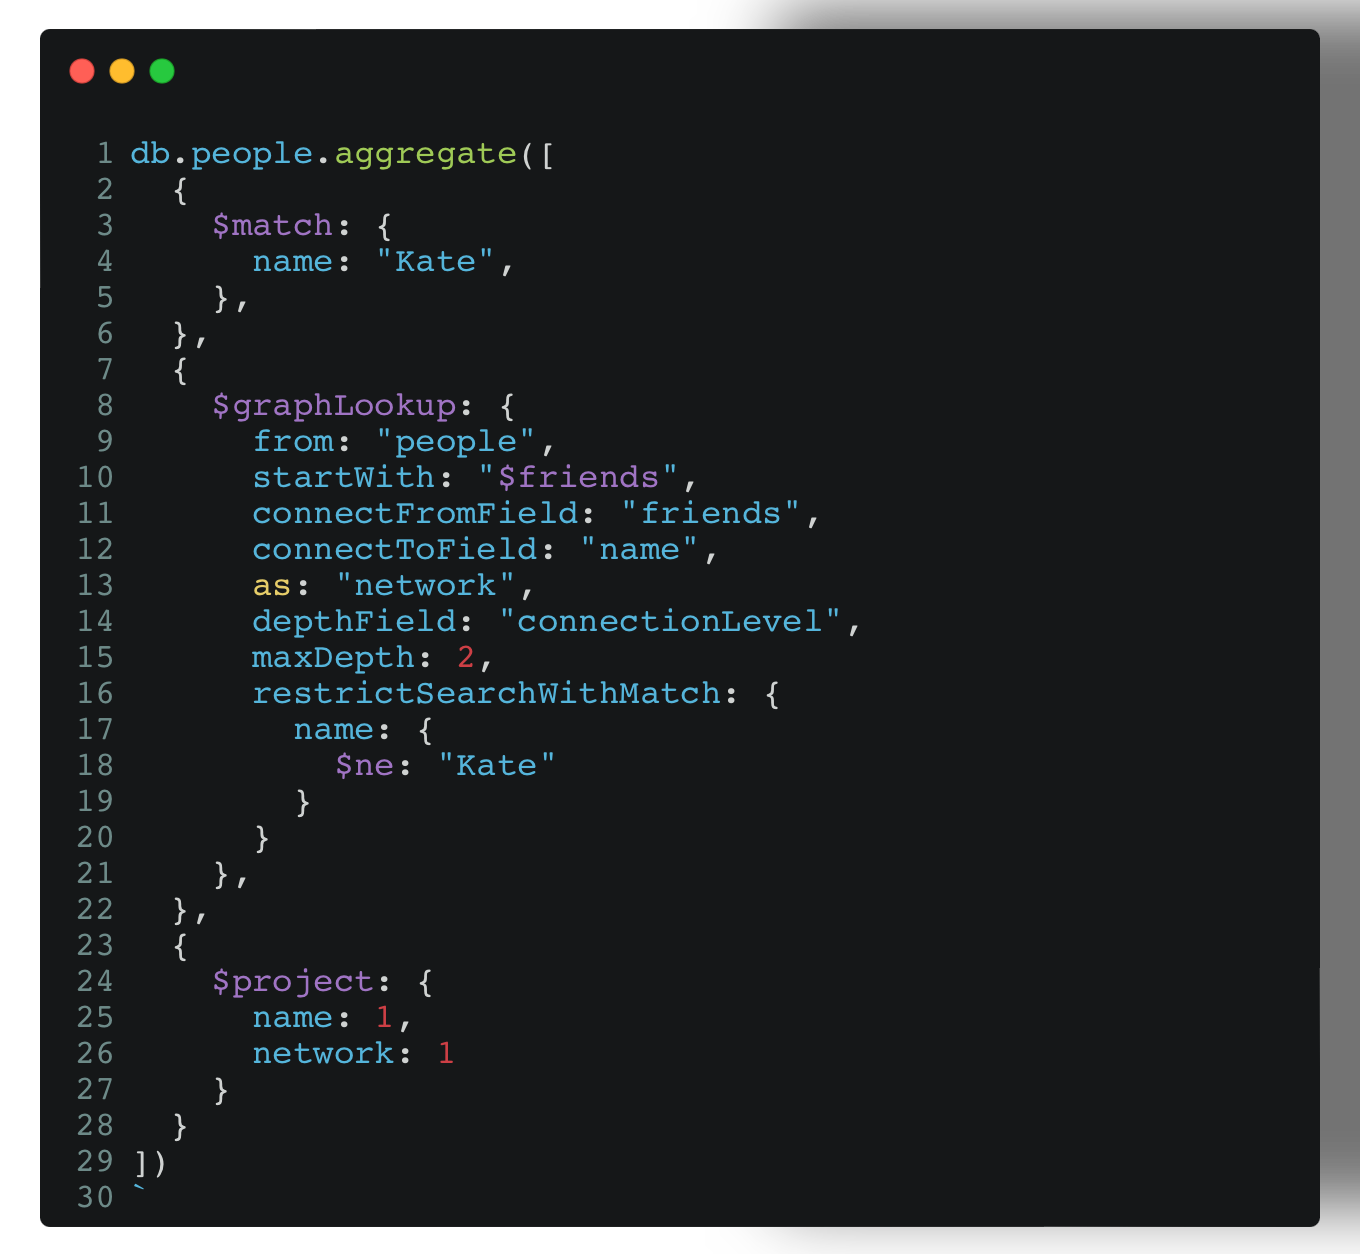 1 db.people.aggregate([
2   {
3     $match: {
4       name: "Kate",
5     },
6   },
7   {
8     $graphLookup: {
9       from: "people",
10       startWith: "$friends",
11       connectFromField: "friends",
12       connectToField: "name",
13       as: "network",
14       depthField: "connectionLevel",
15       maxDepth: 2,
16       restrictSearchWithMatch: {
17         name: {
18           $ne: "Kate"
19         }
20       }
21     },
22   },
23   {
24     $project: {
25       name: 1,
26       network: 1
27     }
28   }
29 ])
30 `